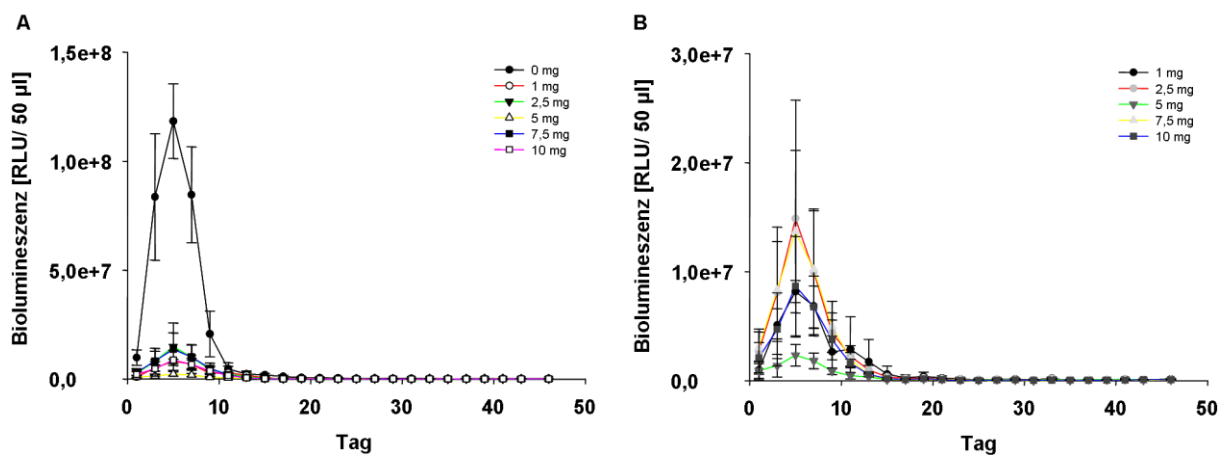 A
Biolumineszenz [RLU/ 50 µl]
1,5e+8
1,0e+8
5,0e+7
0,0
0 mg
1 mg
2,5 mg
5 mg
7,5 mg
10 mg
0 10 20 30 40 50
Tag
B
Biolumineszenz [RLU/ 50 µl]
3,0e+7
2,0e+7
1,0e+7
0,0
1 mg
2,5 mg
5 mg
7,5 mg
10 mg
0 10 20 30 40 50
Tag